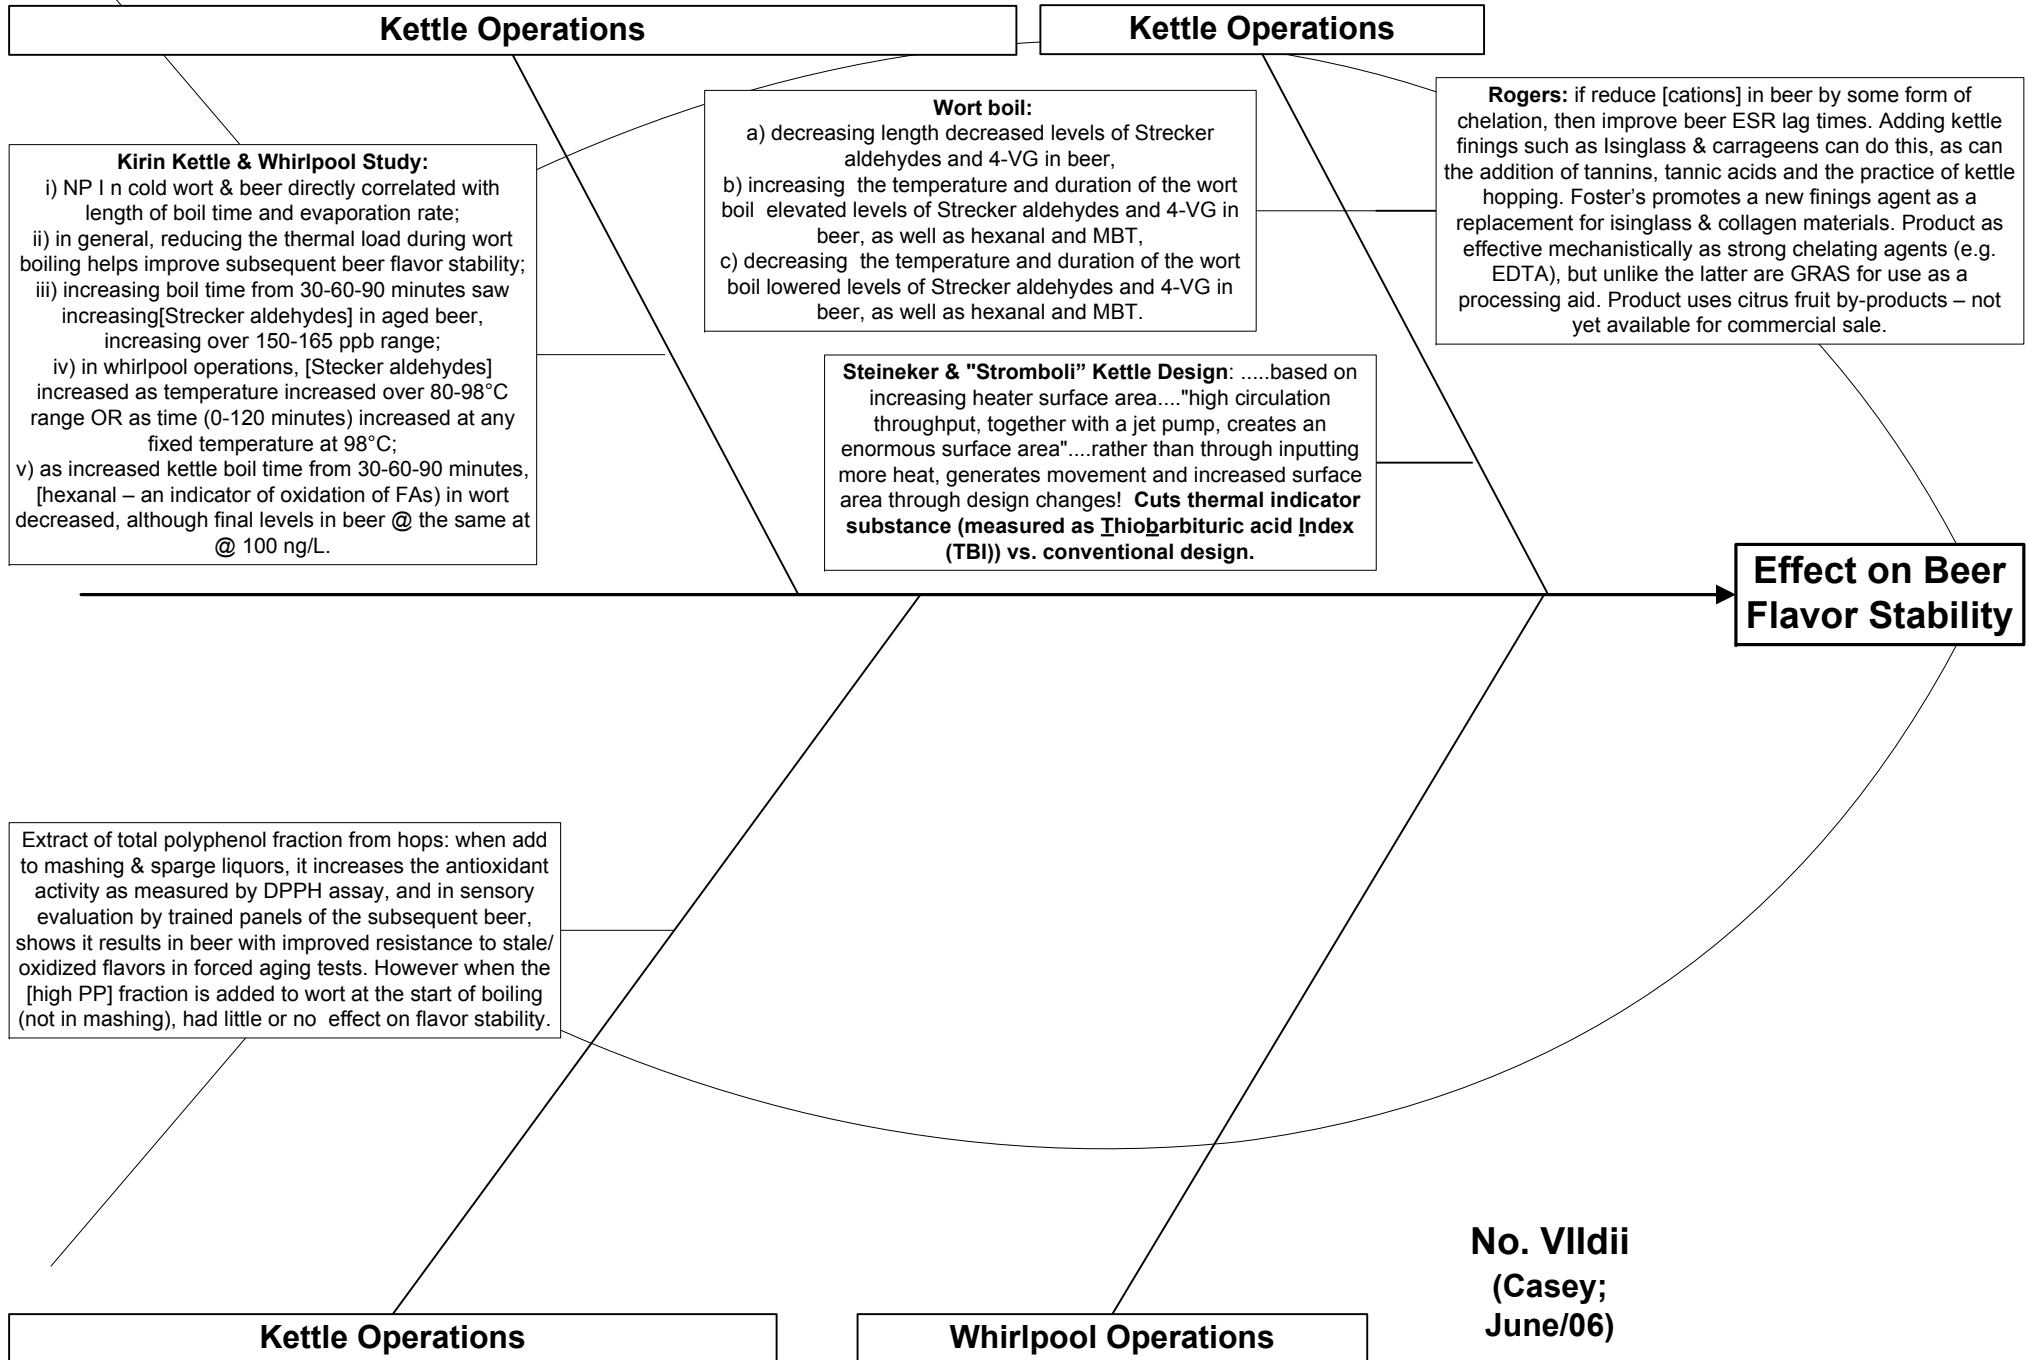 Kettle Operations
Kettle Operations
Kirin Kettle & Whirlpool Study:
i) NP I n cold wort & beer directly correlated with
length of boil time and evaporation rate;
ii) in general, reducing the thermal load during wort
boiling helps improve subsequent beer flavor stability;
iii) increasing boil time from 30-60-90 minutes saw
increasing[Strecker aldehydes] in aged beer,
increasing over 150-165 ppb range;
iv) in whirlpool operations, [Stecker aldehydes]
increased as temperature increased over 80-98°C
range OR as time (0-120 minutes) increased at any
fixed temperature at 98°C;
v) as increased kettle boil time from 30-60-90 minutes,
[hexanal – an indicator of oxidation of FAs) in wort
decreased, although final levels in beer @ the same at
@ 100 ng/L.
Wort boil:
a) decreasing length decreased levels of Strecker
aldehydes and 4-VG in beer,
b) increasing the temperature and duration of the wort
boil elevated levels of Strecker aldehydes and 4-VG in
beer, as well as hexanal and MBT,
c) decreasing the temperature and duration of the wort
boil lowered levels of Strecker aldehydes and 4-VG in
beer, as well as hexanal and MBT.
Rogers: if reduce [cations] in beer by some form of
chelation, then improve beer ESR lag times. Adding kettle
finings such as Isinglass & carrageens can do this, as can
the addition of tannins, tannic acids and the practice of kettle
hopping. Foster's promotes a new finings agent as a
replacement for isinglass & collagen materials. Product as
effective mechanistically as strong chelating agents (e.g.
EDTA), but unlike the latter are GRAS for use as a
processing aid. Product uses citrus fruit by-products – not
yet available for commercial sale.
Steineker & "Stromboli” Kettle Design: .....based on
increasing heater surface area...."high circulation
throughput, together with a jet pump, creates an
enormous surface area"....rather than through inputting
more heat, generates movement and increased surface
area through design changes! Cuts thermal indicator
substance (measured as Thiobarbituric acid Index
(TBI)) vs. conventional design.
Effect on Beer
Flavor Stability
Extract of total polyphenol fraction from hops: when add
to mashing & sparge liquors, it increases the antioxidant
activity as measured by DPPH assay, and in sensory
evaluation by trained panels of the subsequent beer,
shows it results in beer with improved resistance to stale/
oxidized flavors in forced aging tests. However when the
[high PP] fraction is added to wort at the start of boiling
(not in mashing), had little or no effect on flavor stability.
No. VIIdii
(Casey;
June/06)
Kettle Operations
Whirlpool Operations